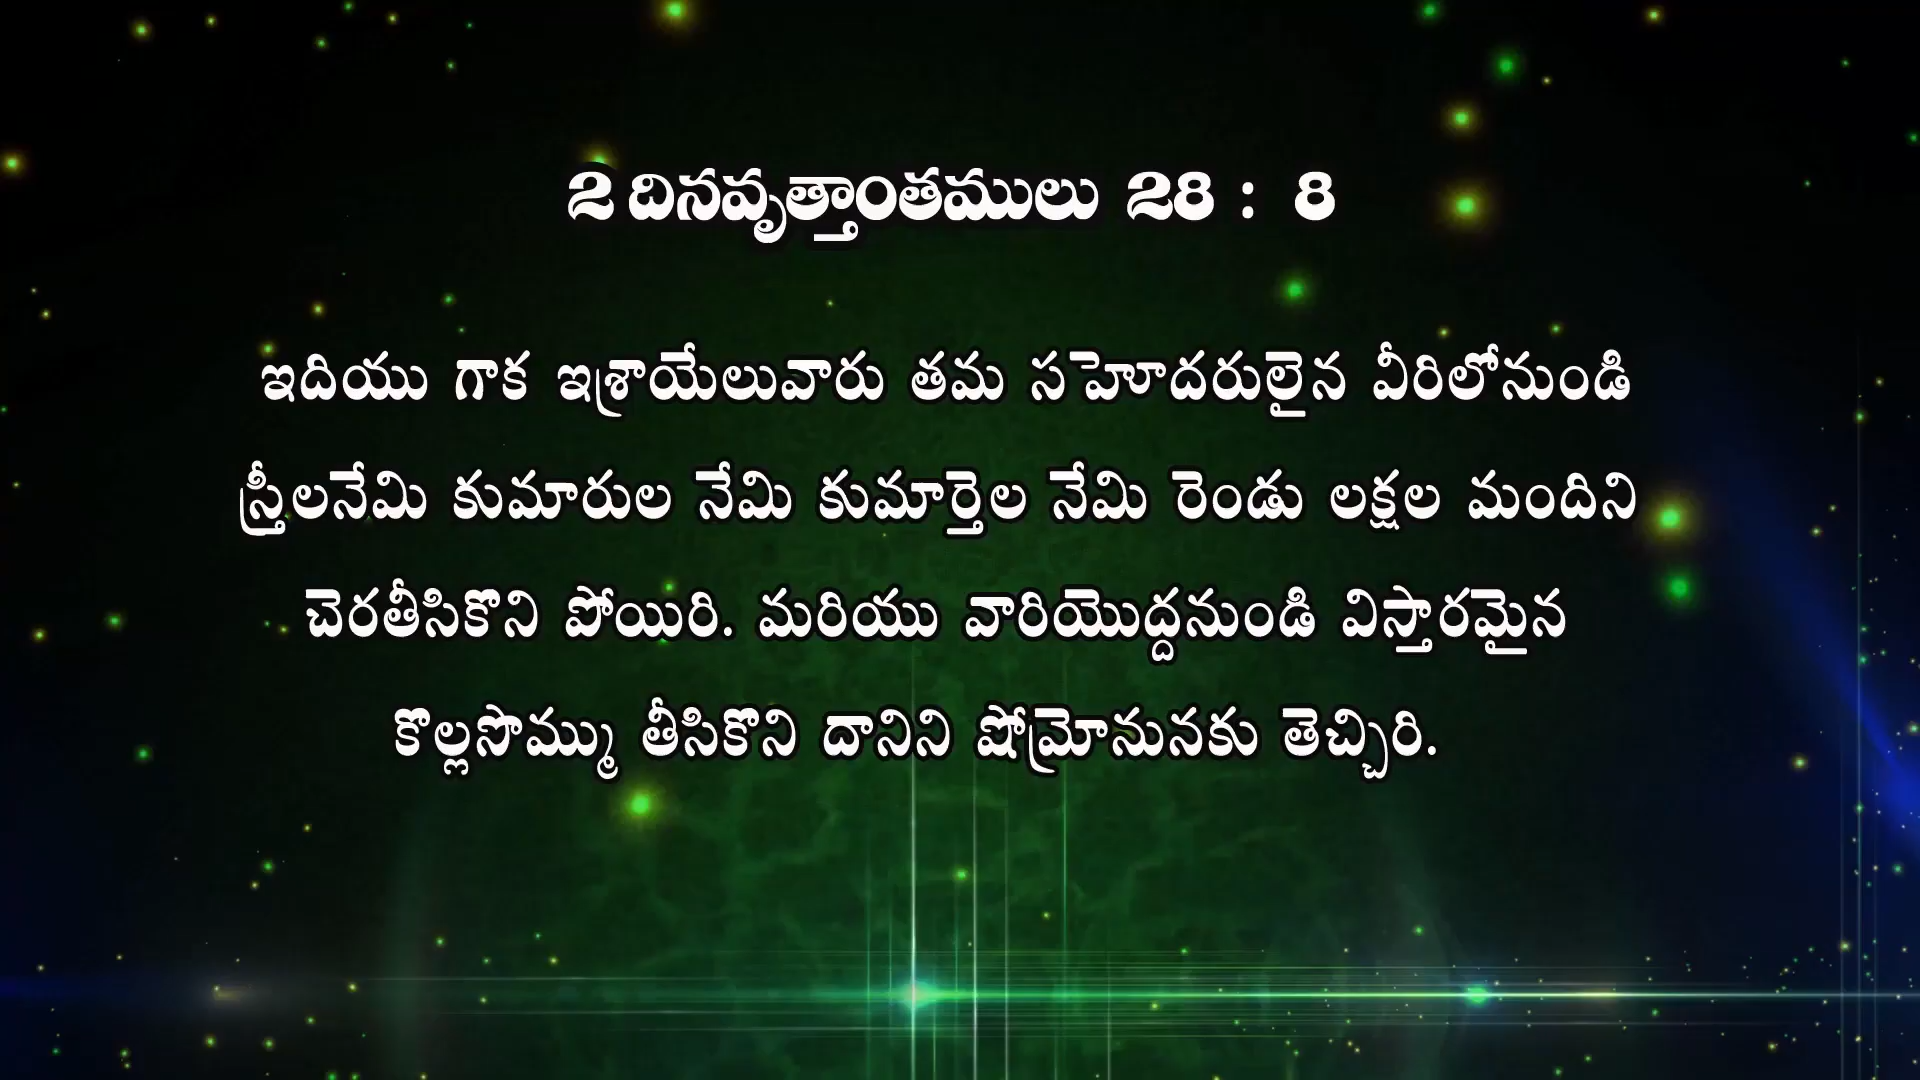 2 దినవృత్తాంతములు 28 : 8
ఇదియు గాక ఇశ్రాయేలువారు తమ సహెూదరులైన వీరిలోనుండి
స్త్రీలనేమి కుమారుల నేమి కుమార్తెల నేమి రెండు లక్షల మందిని
చెరతీసికొని పోయిరి. మరియు వారియొద్దనుండి విస్తారమైన
కొల్లసొమ్ము తీసికొని దానిని షోమ్రోనునకు తెచ్చిరి.